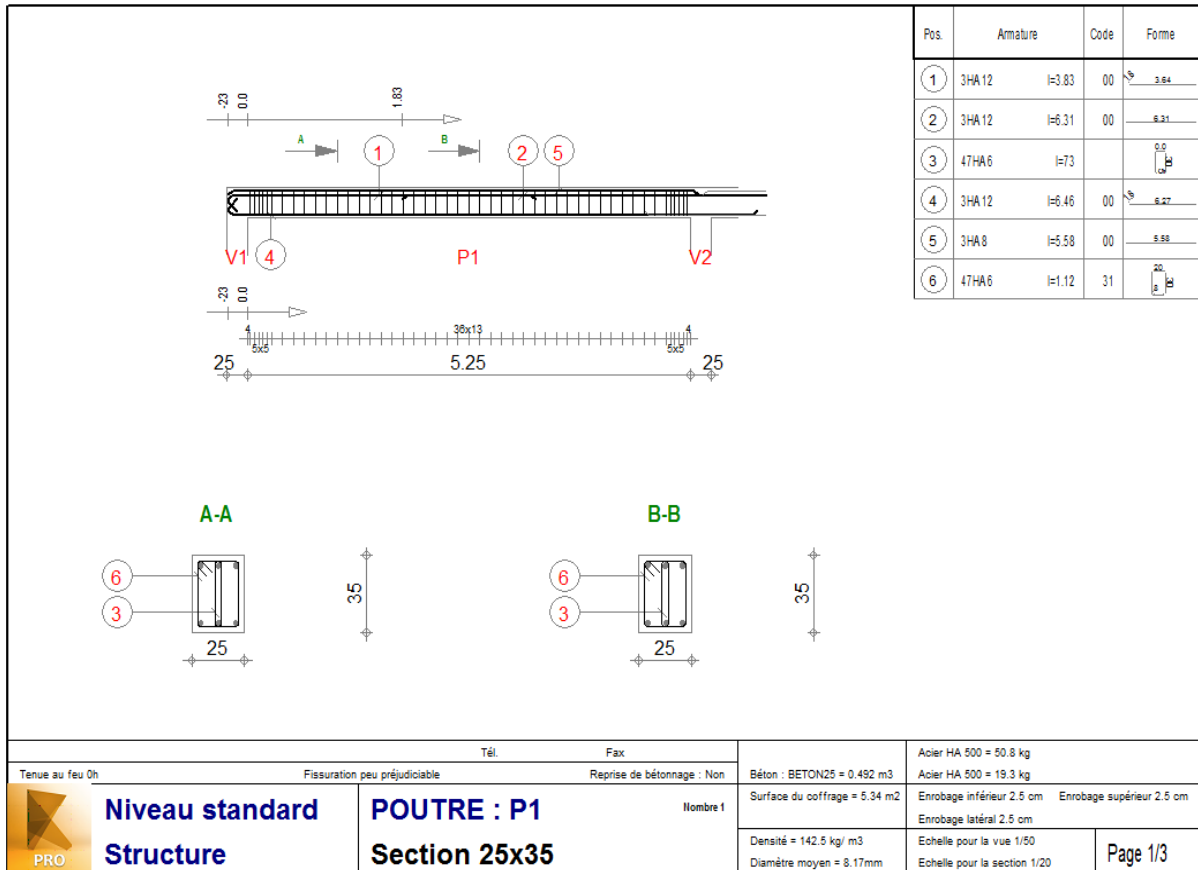 Pos. Armature Code Forme
1 3HA12 l=3.83 00 3.64
2 3HA12 l=6.31 00 6.31
3 47HA6 l=73 0.0
4 3HA12 l=6.46 00 6.27
5 3HA8 l=5.58 00 5.58
6 47HA6 l=1.12 31 20 8
-23 0.0 1.83
A B
1 2 5
V1 4 P1 V2
-23 0.0
4 36x13 4
5x5 5x5
25 5.25 25
A-A B-B
6 35 6 35
3 3
25 25
Tél. Fax
Tenue au feu 0h Fissuration peu préjudiciable Reprise de bétonnage : Non
Béton : BETON25 = 0.492 m3
Acier HA 500 = 50.8 kg
Acier HA 500 = 19.3 kg
PRO
Niveau standard
Structure
POUTRE : P1 Nombre 1
Section 25x35
Surface du coffrage = 5.34 m2
Enrobage inférieur 2.5 cm Enrobage supérieur 2.5 cm
Enrobage latéral 2.5 cm
Densité = 142.5 kg/ m3
Diamètre moyen = 8.17mm
Echelle pour la vue 1/50
Echelle pour la section 1/20
Page 1/3